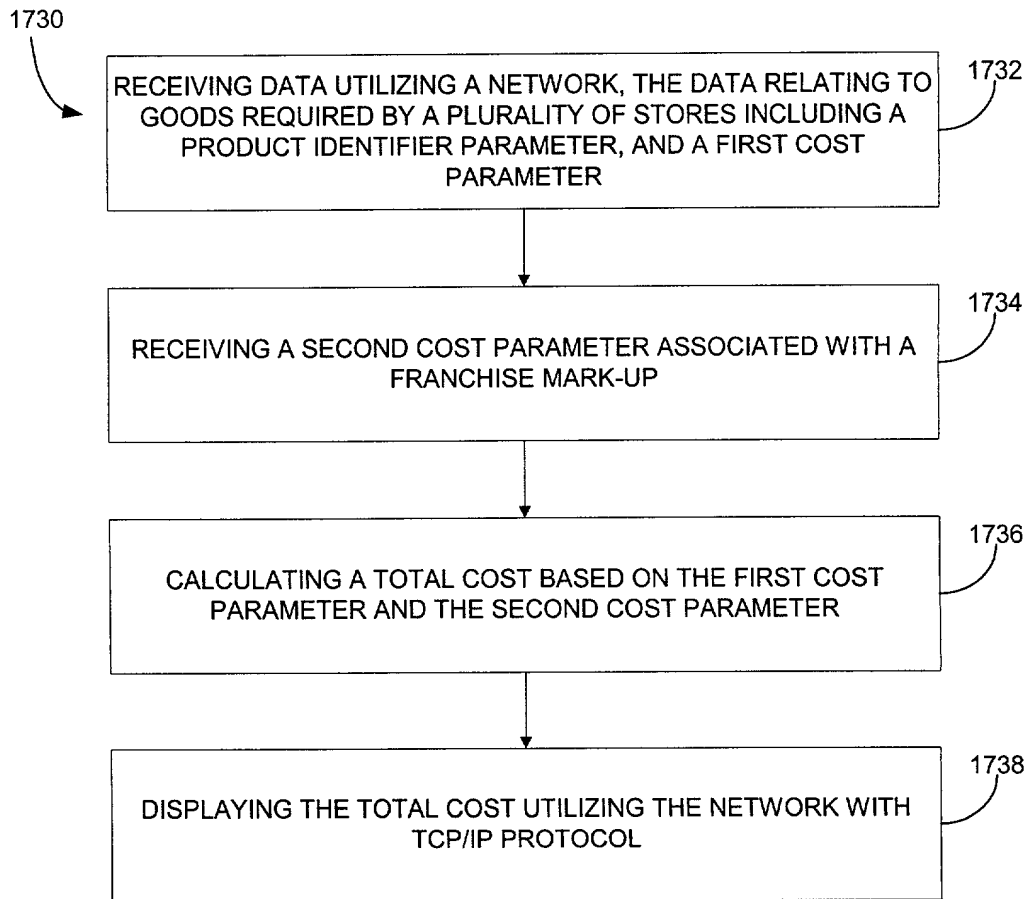 1730
1732
RECEIVING DATA UTILIZING A NETWORK, THE DATA RELATING TO
GOODS REQUIRED BY A PLURALITY OF STORES INCLUDING A
PRODUCT IDENTIFIER PARAMETER, AND A FIRST COST
PARAMETER
1734
RECEIVING A SECOND COST PARAMETER ASSOCIATED WITH A
FRANCHISE MARK-UP
1736
CALCULATING A TOTAL COST BASED ON THE FIRST COST
PARAMETER AND THE SECOND COST PARAMETER
1738
DISPLAYING THE TOTAL COST UTILIZING THE NETWORK WITH
TCP/IP PROTOCOL